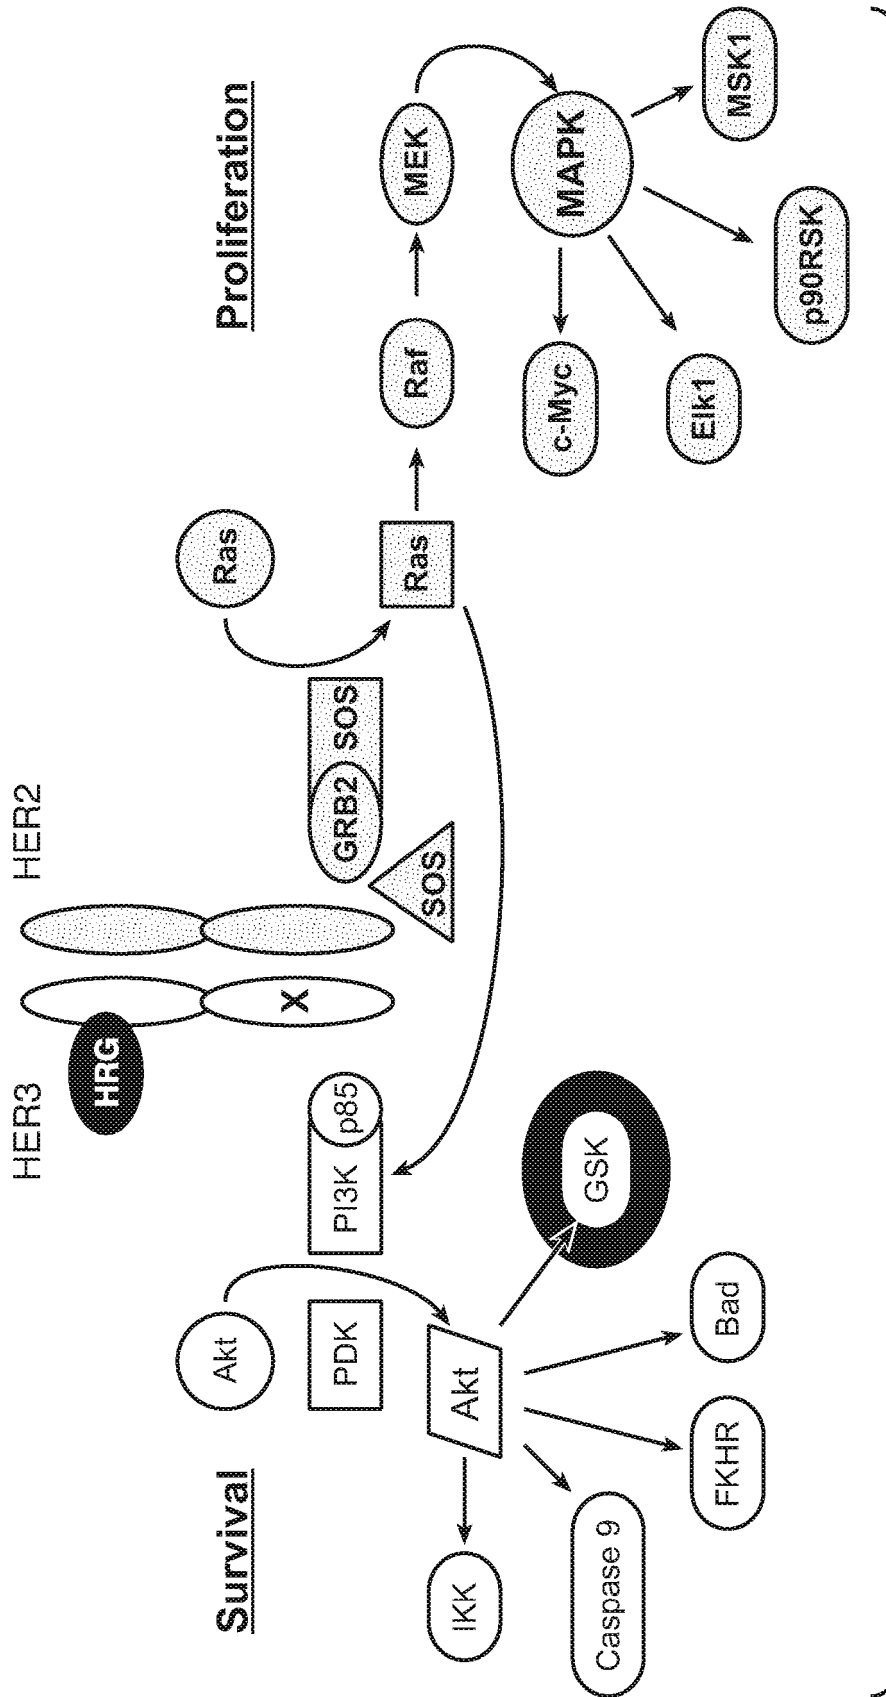 HER3
HER2
HRG
X
Survival
Proliferation
Akt
Ras
PDK
PI3K
p85
GRB2
SOS
SOS
Akt
Ras
Raf
MEK
IKK
GSK
c-Myc
MAPK
Caspase 9
FKHR
Bad
Elk1
p90RSK
MSK1